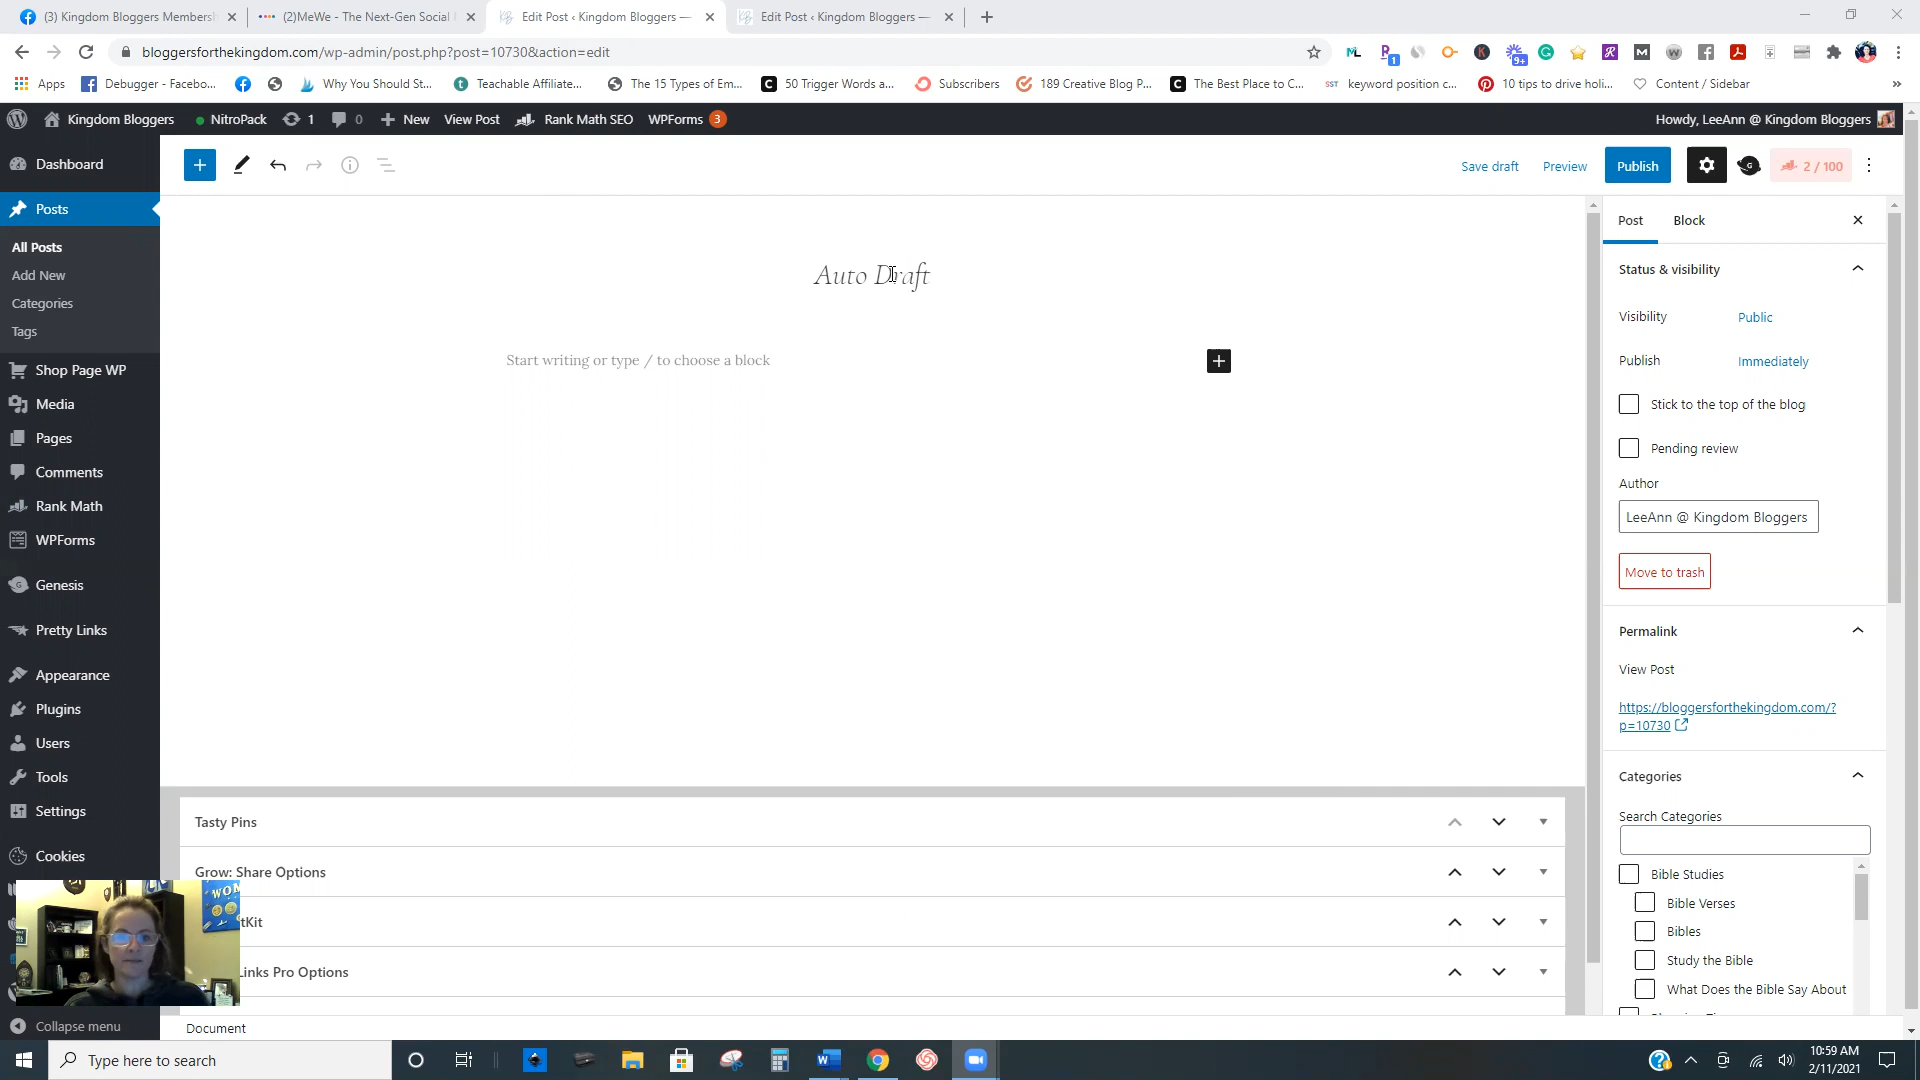 (3) Kingdom Bloggers Membersh
(2)MeWe - The Next-Gen Social
Edit Post ‹ Kingdom Bloggers —
Edit Post ‹ Kingdom Bloggers —
bloggersforthekingdom.com/wp-admin/post.php?post=10730&action=edit
Apps
Debugger - Facebo...
Why You Should St...
Teachable Affiliate...
The 15 Types of Em...
50 Trigger Words a...
Subscribers
189 Creative Blog P...
The Best Place to C...
keyword position c...
10 tips to drive holi...
Content / Sidebar
Kingdom Bloggers
NitroPack
1
0
New
View Post
Rank Math SEO
WPForms 3
Howdy, LeeAnn @ Kingdom Bloggers
Dashboard
Posts
All Posts
Add New
Categories
Tags
Shop Page WP
Media
Pages
Comments
Rank Math
WPForms
Genesis
Pretty Links
Appearance
Plugins
Users
Tools
Settings
Cookies
Collapse menu
Save draft
Preview
Publish
2 / 100
Auto Draft
Start writing or type / to choose a block
Post
Block
Status & visibility
Visibility
Public
Publish
Immediately
Stick to the top of the blog
Pending review
Author
LeeAnn @ Kingdom Bloggers
Move to trash
Permalink
View Post
https://bloggersforthekingdom.com/?
p=10730
Categories
Search Categories
Bible Studies
Bible Verses
Bibles
Study the Bible
What Does the Bible Say About
Tasty Pins
Grow: Share Options
tKit
Links Pro Options
Document
WON
Type here to search
10:59 AM
2/11/2021